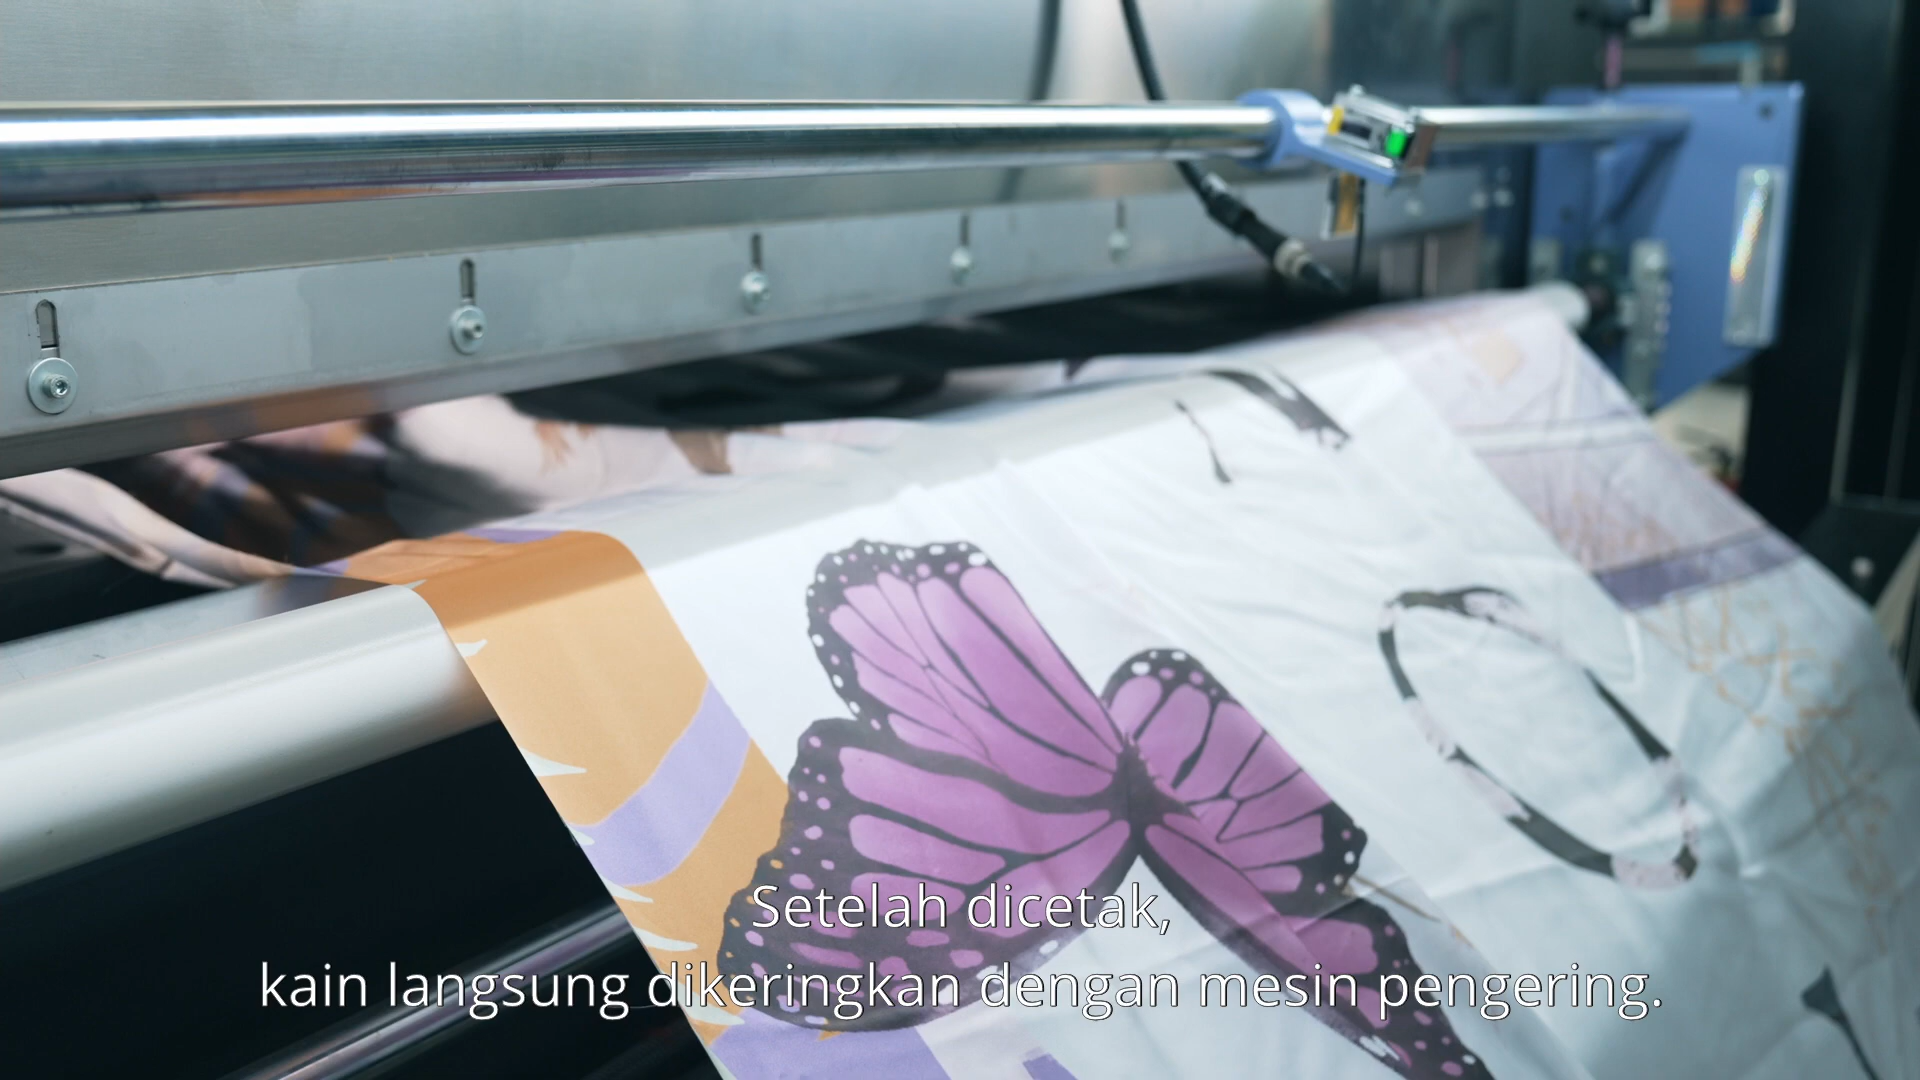 Setelah dicetak,
kain langsung dikeringkan dengan mesin pengering.